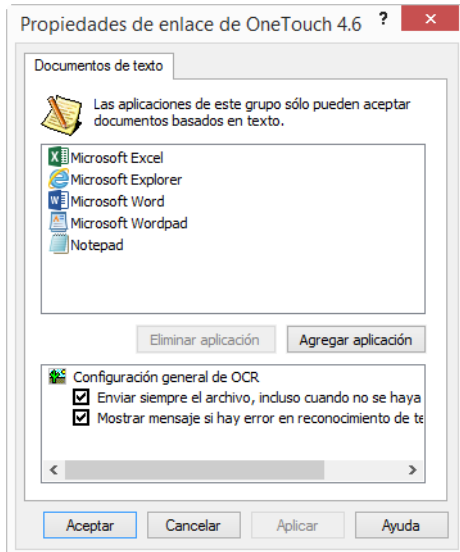 Propiedades de enlace de OneTouch 4.6 ?
Documentos de texto
Las aplicaciones de este grupo sólo pueden aceptar
documentos basados en texto.
Microsoft Excel
Microsoft Explorer
Microsoft Word
Microsoft Wordpad
Notepad
Eliminar aplicación Agregar aplicación
Configuración general de OCR
Enviar siempre el archivo, incluso cuando no se haya
Mostrar mensaje si hay error en reconocimiento de te
Aceptar Cancelar Aplicar Ayuda